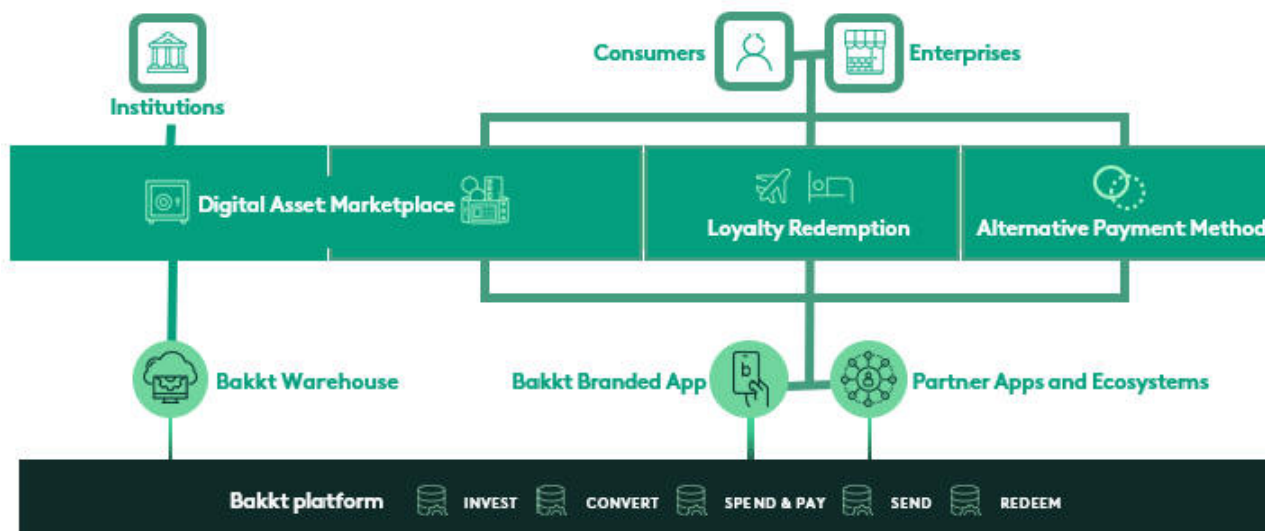 Consumers
Enterprises
Institutions
Digital Asset Marketplace
Loyalty Redemption
Alternative Payment Method
Bakkt Warehouse
Bakkt Branded App
b
Partner Apps and Ecosystems
Bakkt platform INVEST CONVERT SPEND & PAY SEND REDEEM